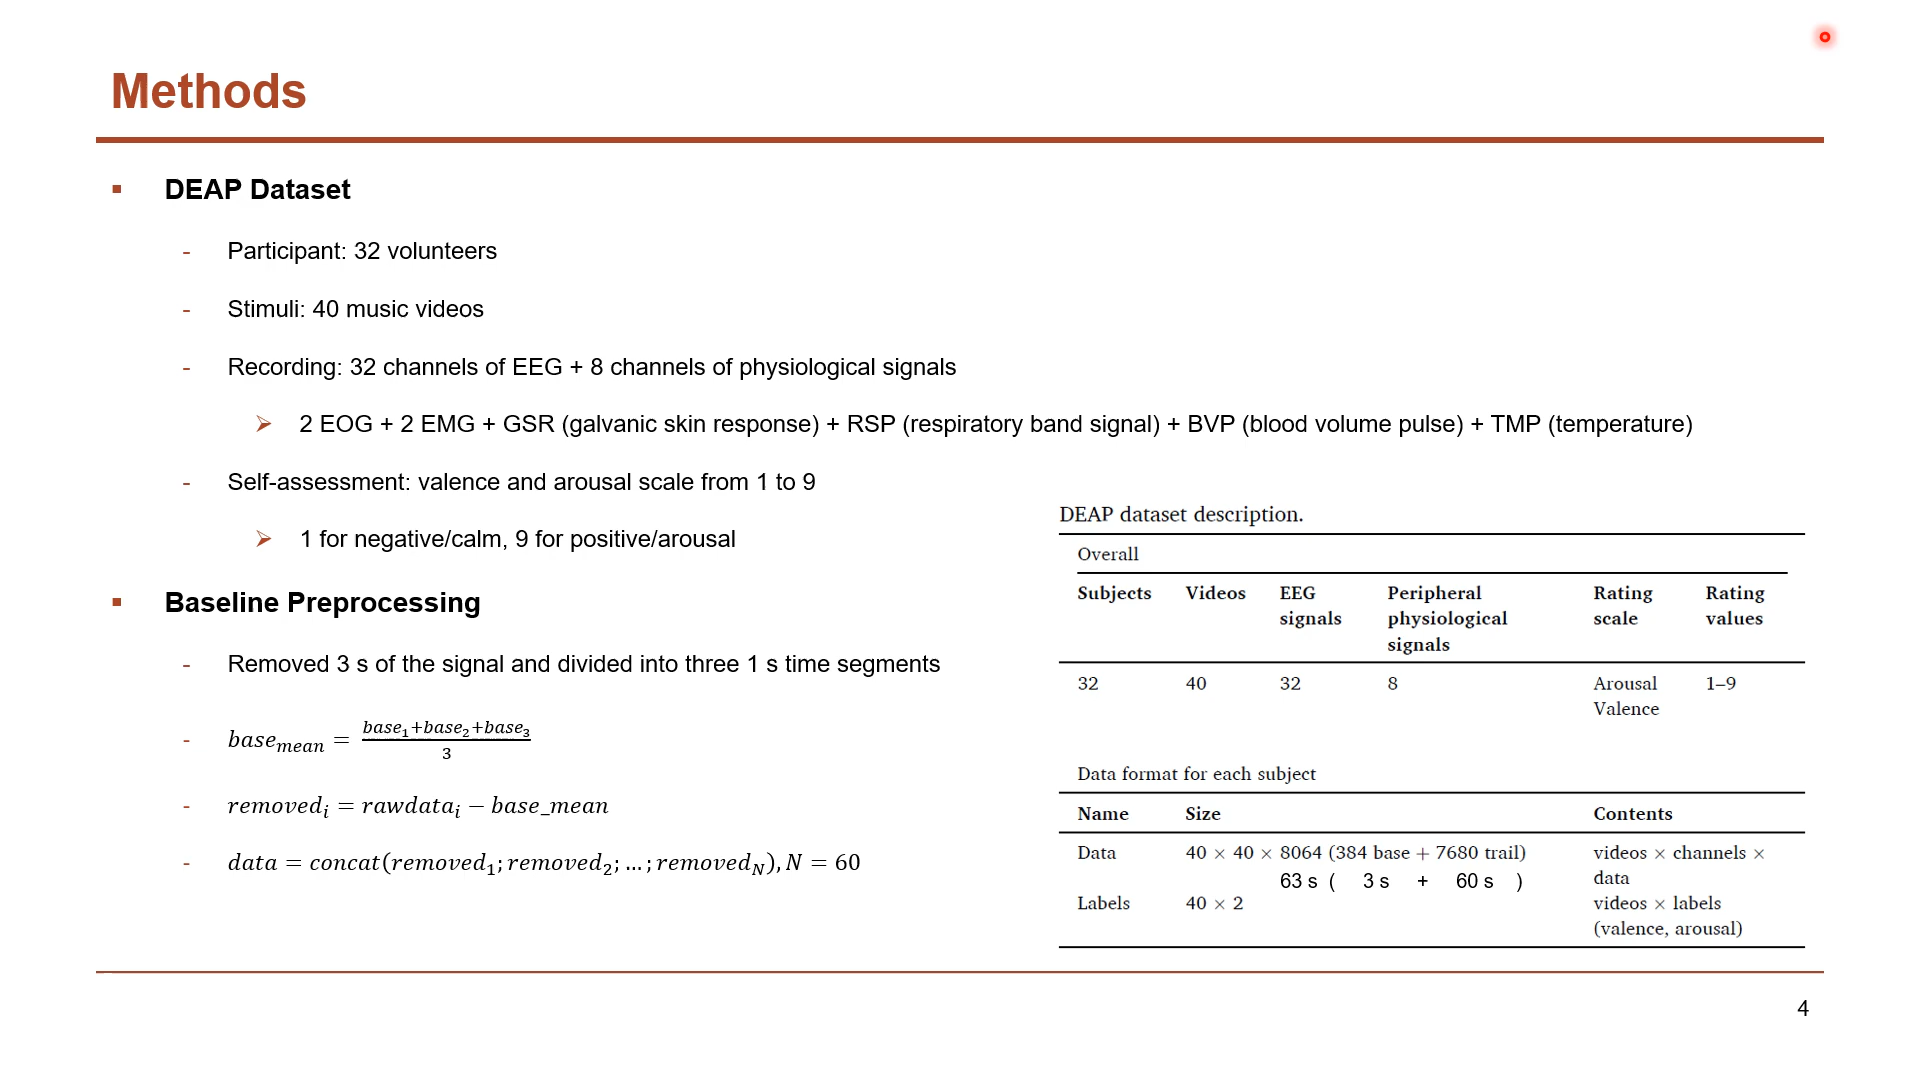 Methods
▪ DEAP Dataset
- Participant: 32 volunteers
- Stimuli: 40 music videos
- Recording: 32 channels of EEG + 8 channels of physiological signals
➢ 2 EOG + 2 EMG + GSR (galvanic skin response) + RSP (respiratory band signal) + BVP (blood volume pulse) + TMP (temperature)
- Self-assessment: valence and arousal scale from 1 to 9
➢ 1 for negative/calm, 9 for positive/arousal
▪ Baseline Preprocessing
- Removed 3 s of the signal and divided into three 1 s time segments
- base_mean = (base_1+base_2+base_3)/3
- removed_i = rawdata_i − base_mean
- data = concat(removed_1; removed_2; … ; removed_N), N = 60
DEAP dataset description.
Overall
Subjects Videos EEG signals Peripheral physiological signals Rating scale Rating values
32 40 32 8 Arousal Valence 1–9
Data format for each subject
Name Size Contents
Data 40 × 40 × 8064 (384 base + 7680 trail) videos × channels × data
63 s ( 3 s + 60 s )
Labels 40 × 2 videos × labels (valence, arousal)
4